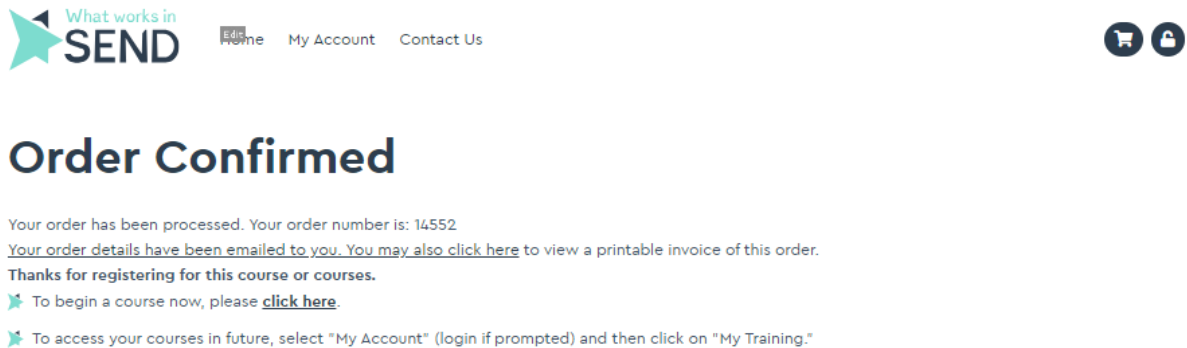 What works in
SEND
Edit
Home My Account Contact Us
Order Confirmed
Your order has been processed. Your order number is: 14552
Your order details have been emailed to you. You may also click here to view a printable invoice of this order.
Thanks for registering for this course or courses.
To begin a course now, please click here.
To access your courses in future, select "My Account" (login if prompted) and then click on "My Training."